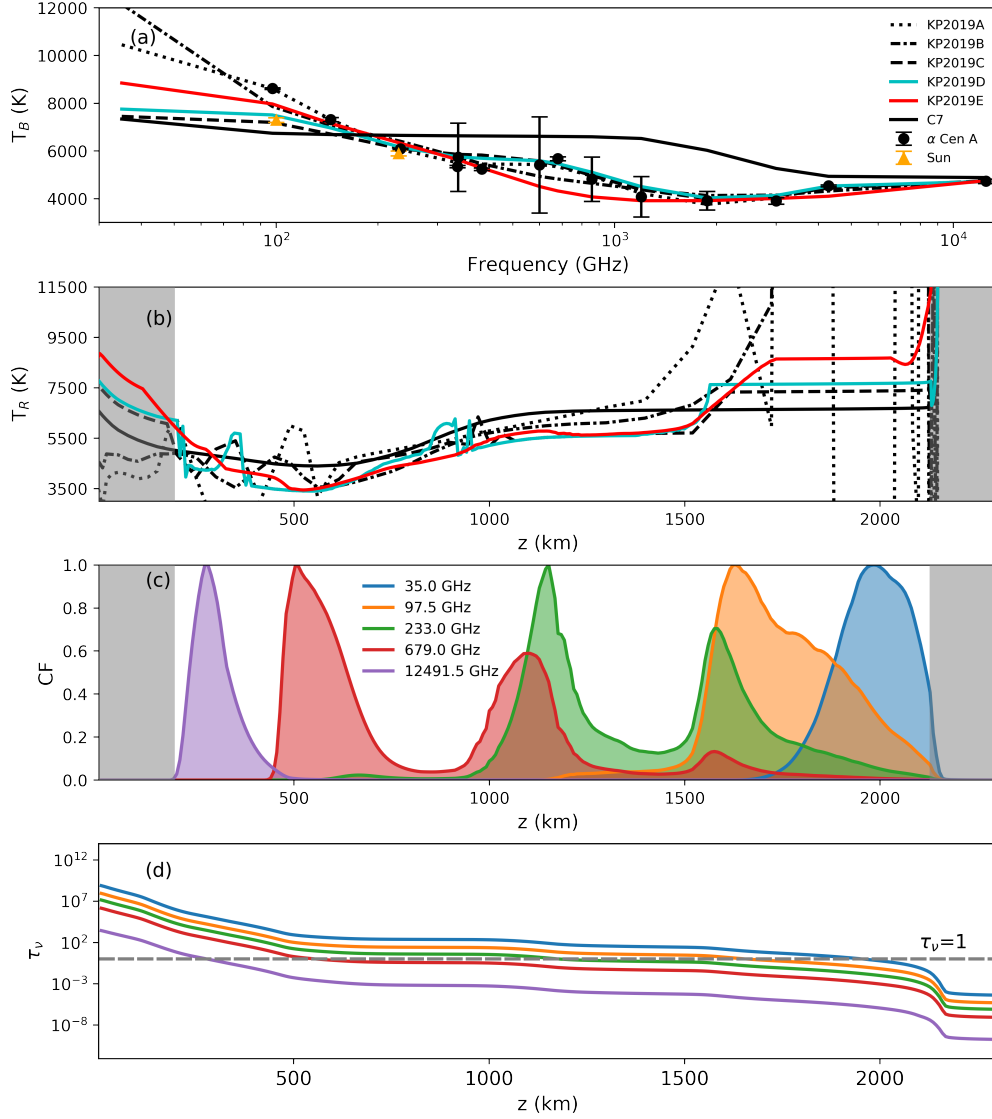 12000
10000
8000
6000
4000
T_B (K)
(a)
KP2019A
KP2019B
KP2019C
KP2019D
KP2019E
C7
α Cen A
Sun
10^2
10^3
10^4
Frequency (GHz)
11500
9500
7500
5500
3500
T_R (K)
(b)
500
1000
1500
2000
z (km)
1.0
0.8
0.6
0.4
0.2
0.0
CF
(c)
35.0 GHz
97.5 GHz
233.0 GHz
679.0 GHz
12491.5 GHz
500
1000
1500
2000
z (km)
10^12
10^7
10^2
10^−3
10^−8
τ_ν
(d)
τ_ν=1
500
1000
1500
2000
z (km)